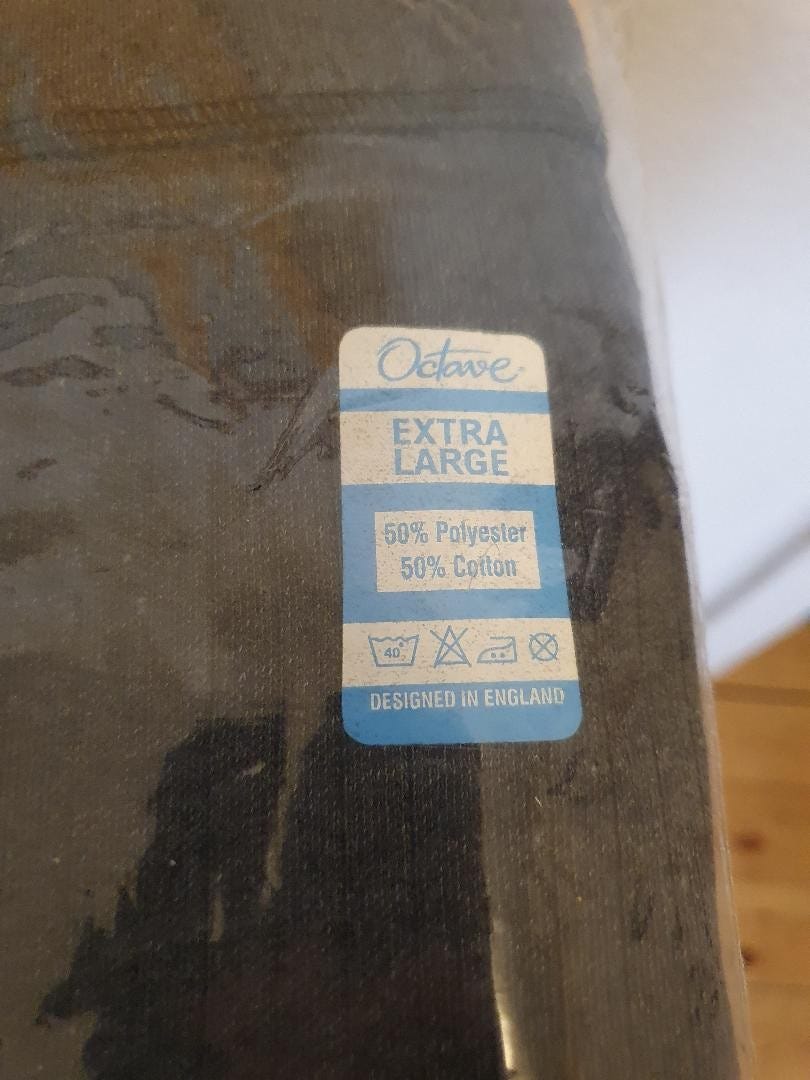 Octave
EXTRA
LARGE
50% Polyester
50% Cotton
40°
DESIGNED IN ENGLAND